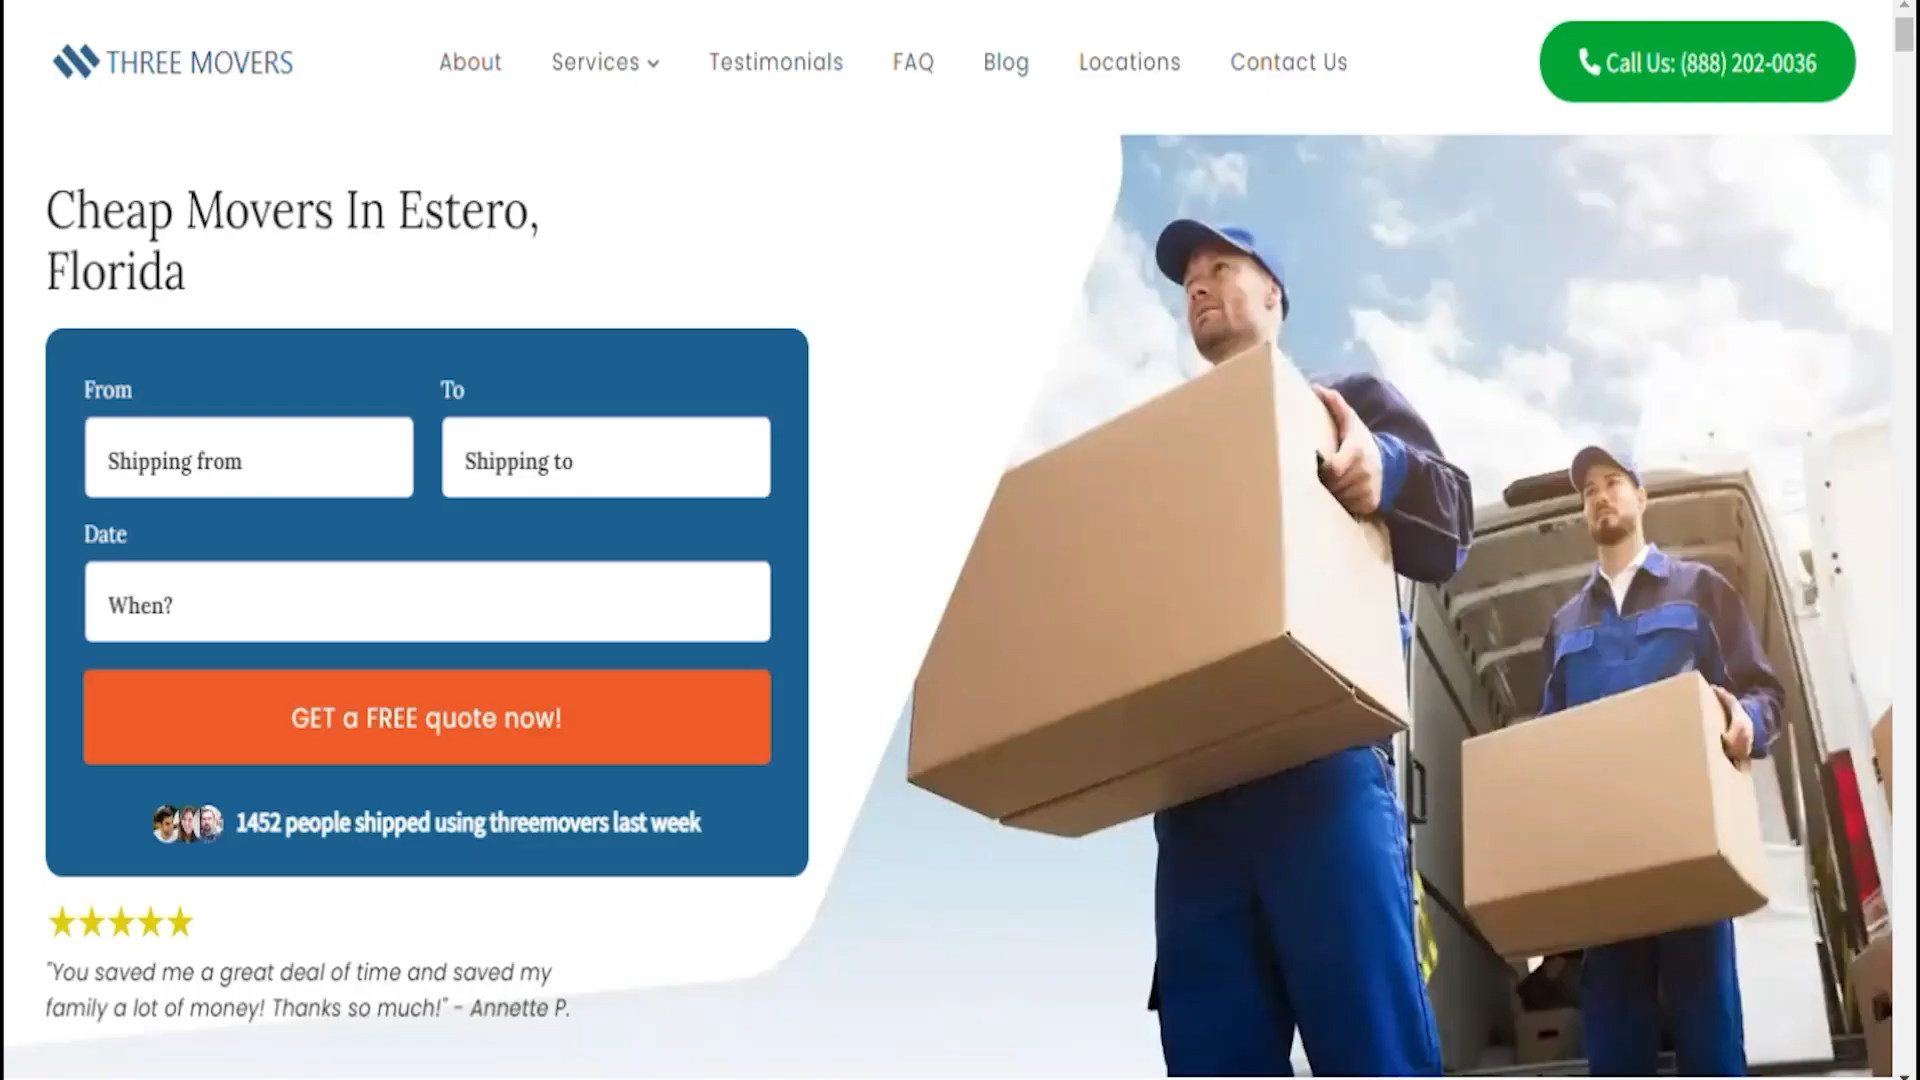 THREE MOVERS
About
Services
Testimonials
FAQ
Blog
Locations
Contact Us
Call Us: (888) 202-0036
Cheap Movers In Estero,
Florida
From
To
Shipping from
Shipping to
Date
When?
GET a FREE quote now!
1452 people shipped using threemovers last week
"You saved me a great deal of time and saved my
family a lot of money! Thanks so much!" - Annette P.